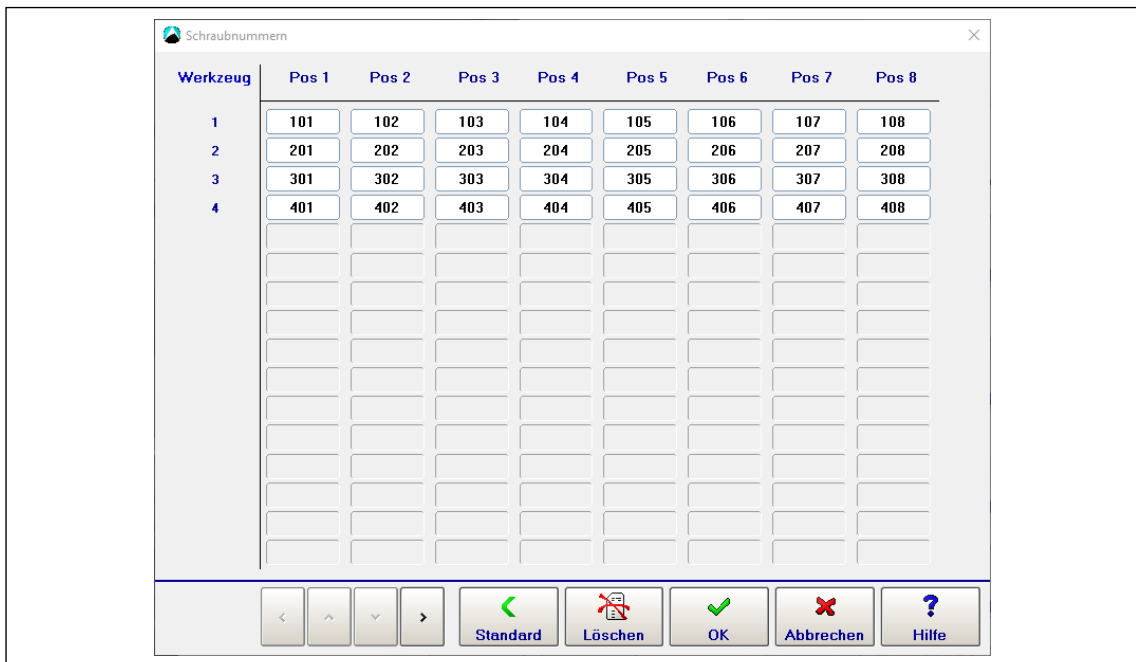 Schraubnummern
Werkzeug Pos 1 Pos 2 Pos 3 Pos 4 Pos 5 Pos 6 Pos 7 Pos 8
1 101 102 103 104 105 106 107 108
2 201 202 203 204 205 206 207 208
3 301 302 303 304 305 306 307 308
4 401 402 403 404 405 406 407 408
Standard Löschen OK Abbrechen Hilfe